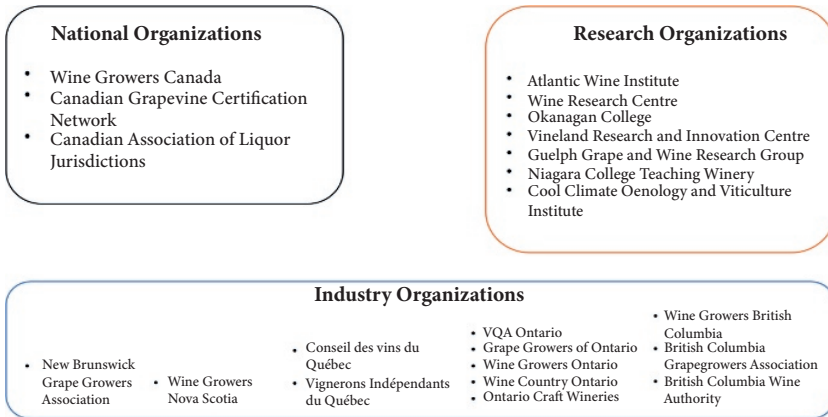 National Organizations
• Wine Growers Canada
• Canadian Grapevine Certification
Network
• Canadian Association of Liquor
Jurisdictions
Research Organizations
• Atlantic Wine Institute
• Wine Research Centre
• Okanagan College
• Vineland Research and Innovation Centre
• Guelph Grape and Wine Research Group
• Niagara College Teaching Winery
• Cool Climate Oenology and Viticulture
Institute
Industry Organizations
• New Brunswick
Grape Growers
Association
• Wine Growers
Nova Scotia
• Conseil des vins du
Québec
• Vignerons Indépendants
du Québec
• VQA Ontario
• Grape Growers of Ontario
• Wine Growers Ontario
• Wine Country Ontario
• Ontario Craft Wineries
• Wine Growers British
Columbia
• British Columbia
Grapegrowers Association
• British Columbia Wine
Authority